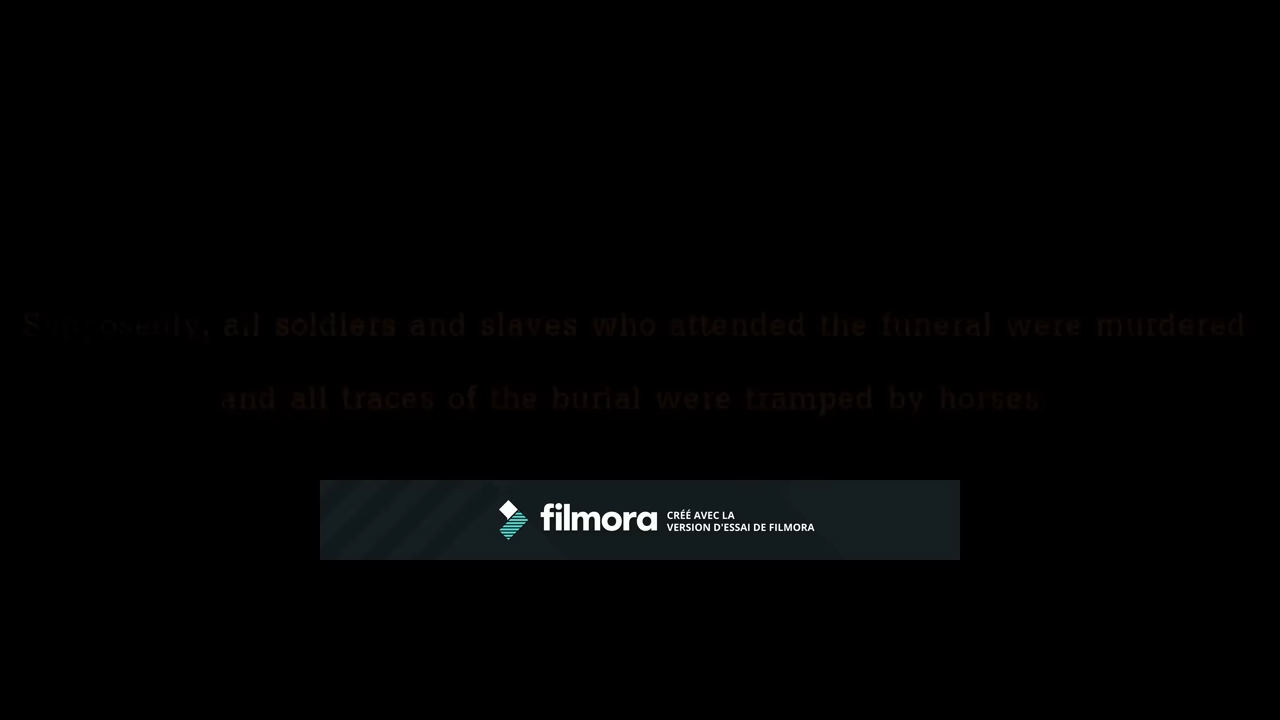 Supposedly, all soldiers and slaves who attended the funeral were murdered
and all traces of the burial were tramped by horses
filmora
CRÉÉ AVEC LA
VERSION D'ESSAI DE FILMORA